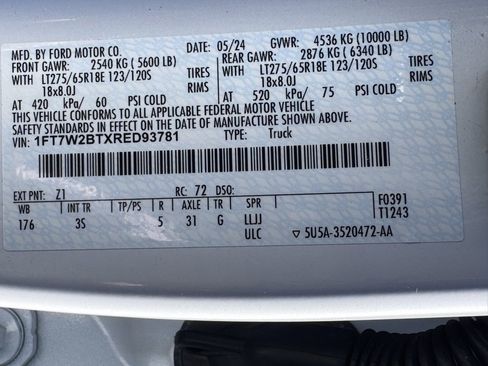 MFD. BY FORD MOTOR CO. 05/24 GVWR: 4536 KG (10000 LB)
FRONT GAWR: 2540 KG ( 5600 LB) REAR GAWR: 2876 KG ( 6340 LB)
WITH LT275/65R18E 123/120S TIRES WITH LT275/65R18E 123/120S TIRES
18x8.0J RIMS 18x8.0J RIMS
AT 420 kPa/ 60 PSI COLD AT 520 kPa/ 75 PSI COLD
THIS VEHICLE CONFORMS TO ALL APPLICABLE FEDERAL MOTOR VEHICLE
SAFETY STANDARDS IN EFFECT ON THE DATE OF MANUFACTURE SHOWN ABOVE.
VIN: 1FT7W2BTXRED93781 TYPE: Truck
EXT PNT: Z1 RC: 72 DSO: F0391
WB INT TR TP/PS R AXLE TR SPR T1243
176 3S 5 31 G LLJJ
ULC 5U5A-3520472-AA